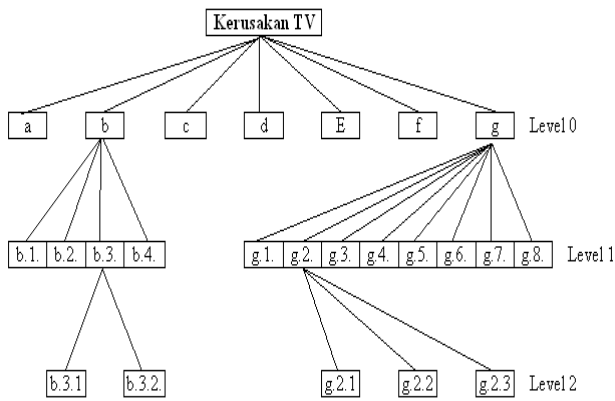 Kerusakan TV
a b c d E f g Level 0
b.1. b.2. b.3. b.4. g.1. g.2. g.3. g.4. g.5. g.6. g.7. g.8. Level 1
b.3.1 b.3.2. g.2.1 g.2.2 g.2.3 Level 2